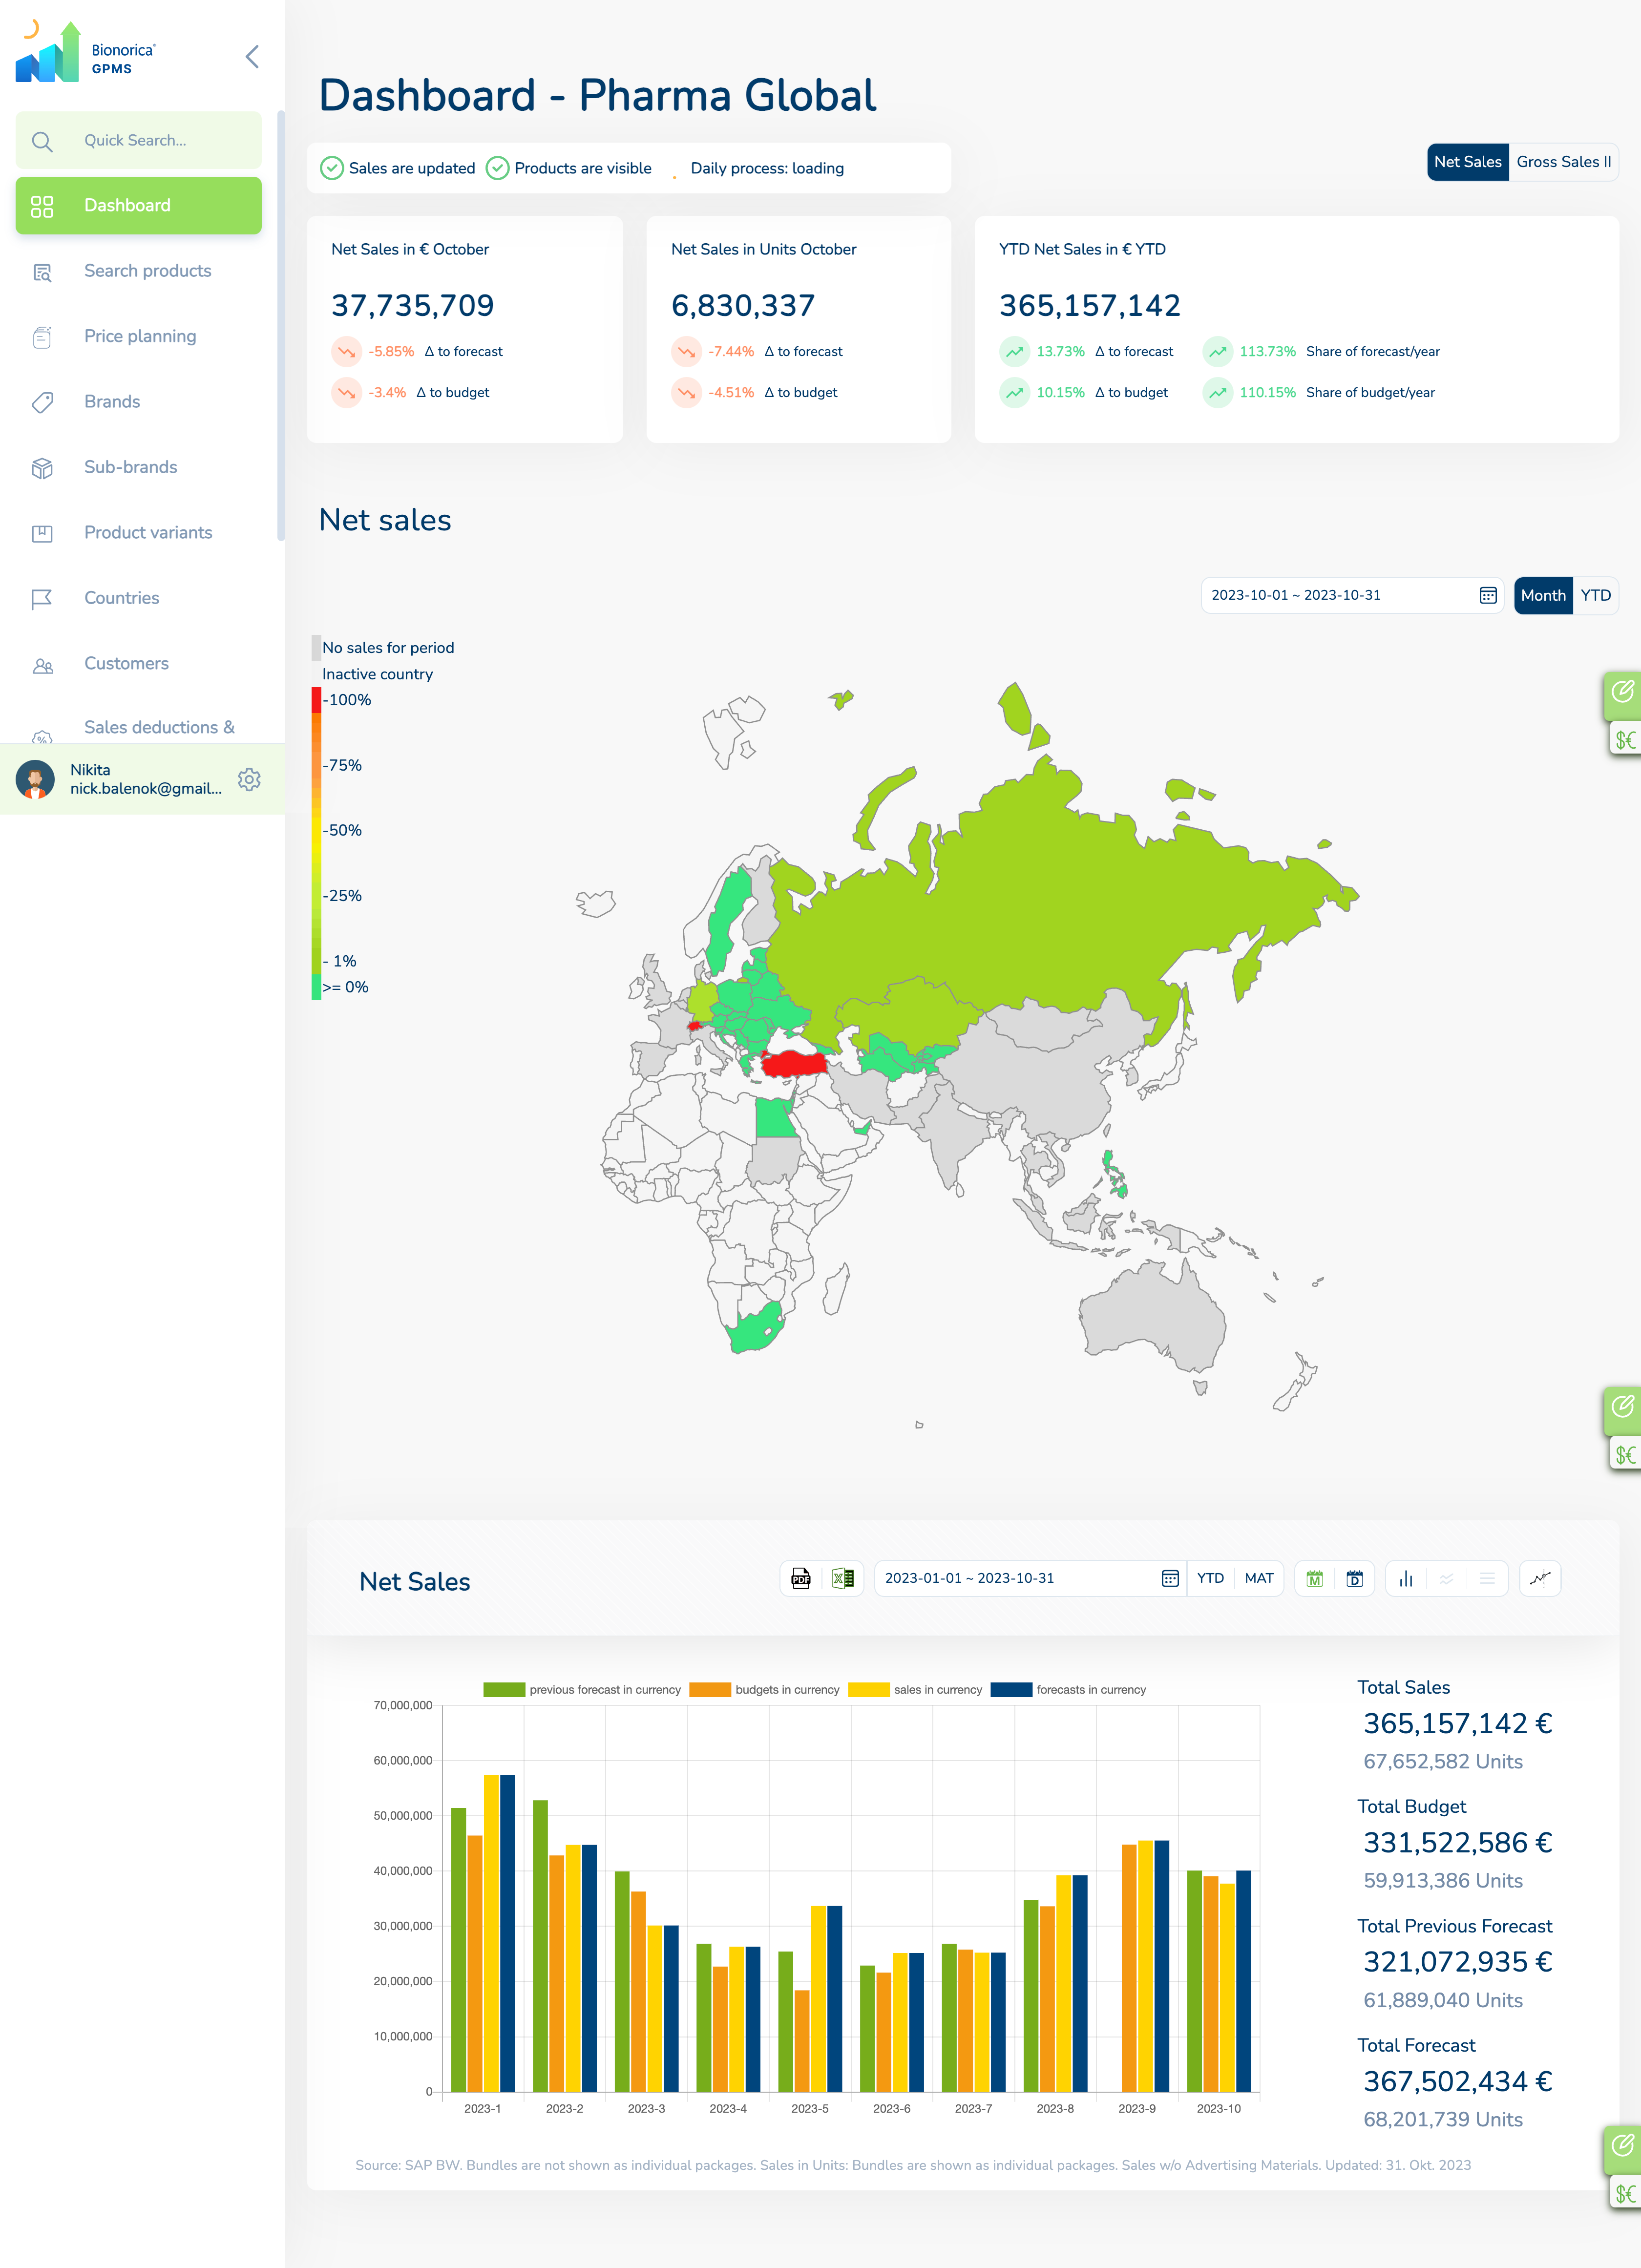 Bionorica®
GPMS
Quick Search...
Dashboard
Search products
Price planning
Brands
Sub-brands
Product variants
Countries
Customers
Sales deductions &
Nikita
nick.balenok@gmail...
Dashboard - Pharma Global
Sales are updated Products are visible Daily process: loading
Net Sales Gross Sales II
Net Sales in € October
37,735,709
-5.85% Δ to forecast
-3.4% Δ to budget
Net Sales in Units October
6,830,337
-7.44% Δ to forecast
-4.51% Δ to budget
YTD Net Sales in € YTD
365,157,142
13.73% Δ to forecast 113.73% Share of forecast/year
10.15% Δ to budget 110.15% Share of budget/year
Net sales
2023-10-01 ~ 2023-10-31 Month YTD
No sales for period
Inactive country
-100%
-75%
-50%
-25%
- 1%
>= 0%
$€
$€
Net Sales
PDF X 2023-01-01 ~ 2023-10-31 YTD MAT M D
previous forecast in currency budgets in currency sales in currency forecasts in currency
70,000,000
60,000,000
50,000,000
40,000,000
30,000,000
20,000,000
10,000,000
0
2023-1 2023-2 2023-3 2023-4 2023-5 2023-6 2023-7 2023-8 2023-9 2023-10
Total Sales
365,157,142 €
67,652,582 Units
Total Budget
331,522,586 €
59,913,386 Units
Total Previous Forecast
321,072,935 €
61,889,040 Units
Total Forecast
367,502,434 €
68,201,739 Units
Source: SAP BW. Bundles are not shown as individual packages. Sales in Units: Bundles are shown as individual packages. Sales w/o Advertising Materials. Updated: 31. Okt. 2023
$€